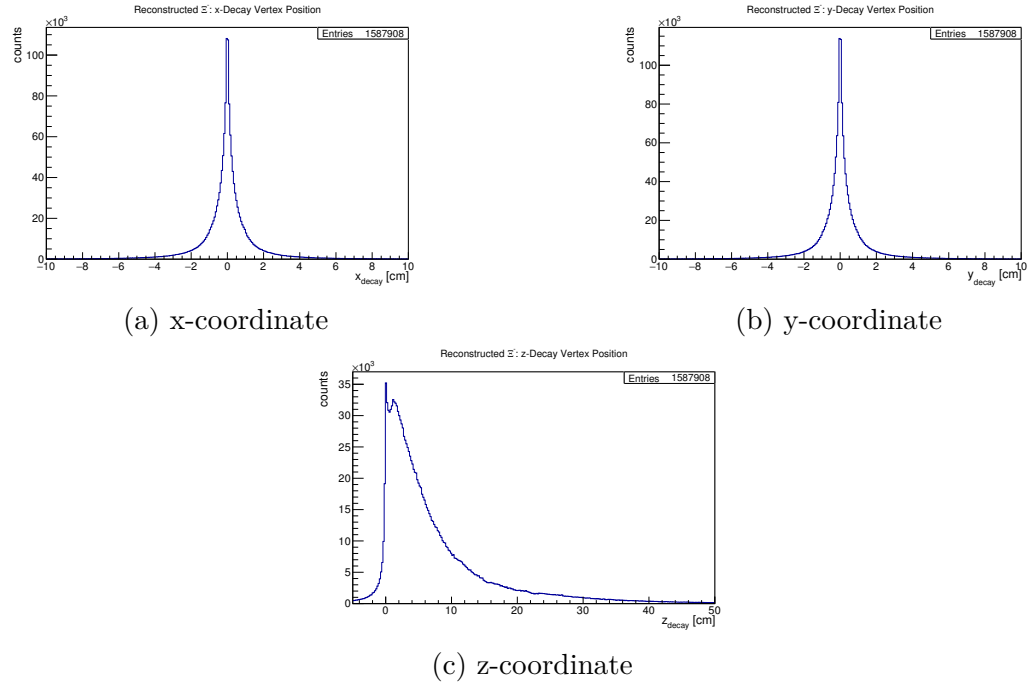 Reconstructed Ξ⁻: x-Decay Vertex Position
×10³
Entries 1587908
counts
100
80
60
40
20
0
−10 −8 −6 −4 −2 0 2 4 6 8 10
x_decay [cm]
(a) x-coordinate
Reconstructed Ξ⁻: y-Decay Vertex Position
×10³
Entries 1587908
counts
120
100
80
60
40
20
0
−10 −8 −6 −4 −2 0 2 4 6 8 10
y_decay [cm]
(b) y-coordinate
Reconstructed Ξ⁻: z-Decay Vertex Position
×10³
Entries 1587908
counts
35
30
25
20
15
10
5
0
0 10 20 30 40 50
z_decay [cm]
(c) z-coordinate